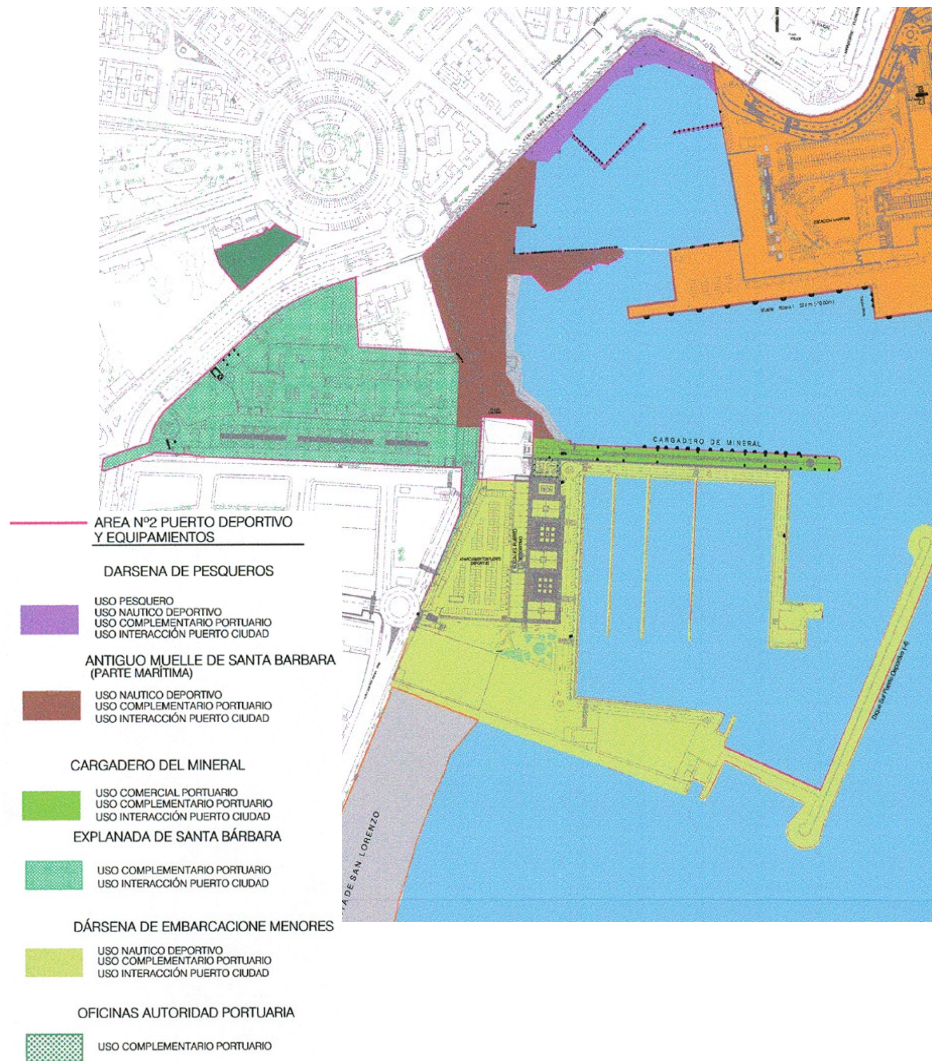 CARGADERO DE MINERAL
Dique Sur Puerto Deportivo
DE SAN LORENZO
AREA Nº2 PUERTO DEPORTIVO
Y EQUIPAMIENTOS
DARSENA DE PESQUEROS
USO PESQUERO
USO NAUTICO DEPORTIVO
USO COMPLEMENTARIO PORTUARIO
USO INTERACCIÓN PUERTO CIUDAD
ANTIGUO MUELLE DE SANTA BARBARA
(PARTE MARÍTIMA)
USO NAUTICO DEPORTIVO
USO COMPLEMENTARIO PORTUARIO
USO INTERACCIÓN PUERTO CIUDAD
CARGADERO DEL MINERAL
USO COMERCIAL PORTUARIO
USO COMPLEMENTARIO PORTUARIO
USO INTERACCIÓN PUERTO CIUDAD
EXPLANADA DE SANTA BÁRBARA
USO COMPLEMENTARIO PORTUARIO
USO INTERACCIÓN PUERTO CIUDAD
DÁRSENA DE EMBARCACIONE MENORES
USO NAUTICO DEPORTIVO
USO COMPLEMENTARIO PORTUARIO
USO INTERACCIÓN PUERTO CIUDAD
OFICINAS AUTORIDAD PORTUARIA
USO COMPLEMENTARIO PORTUARIO